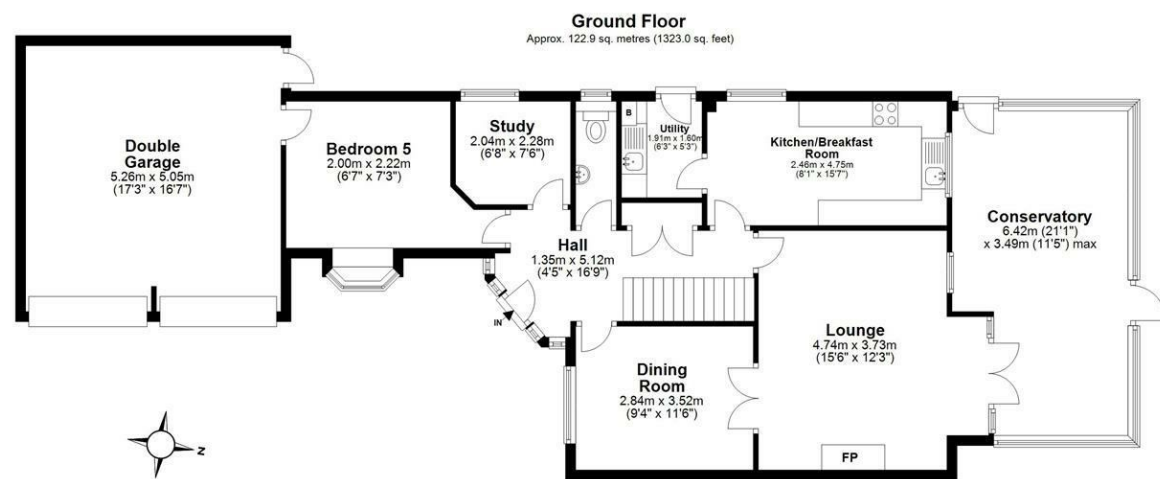 Ground Floor
Approx. 122.9 sq. metres (1323.0 sq. feet)
Double
Garage
5.26m x 5.05m
(17'3" x 16'7")
Bedroom 5
2.00m x 2.22m
(6'7" x 7'3")
Study
2.04m x 2.28m
(6'8" x 7'6")
B
Utility
1.91m x 1.60m
(6'3" x 5'3")
Kitchen/Breakfast
Room
2.46m x 4.75m
(8'1" x 15'7")
Conservatory
6.42m (21'1")
x 3.49m (11'5") max
Hall
1.35m x 5.12m
(4'5" x 16'9")
IN
Lounge
4.74m x 3.73m
(15'6" x 12'3")
Dining
Room
2.84m x 3.52m
(9'4" x 11'6")
FP
N